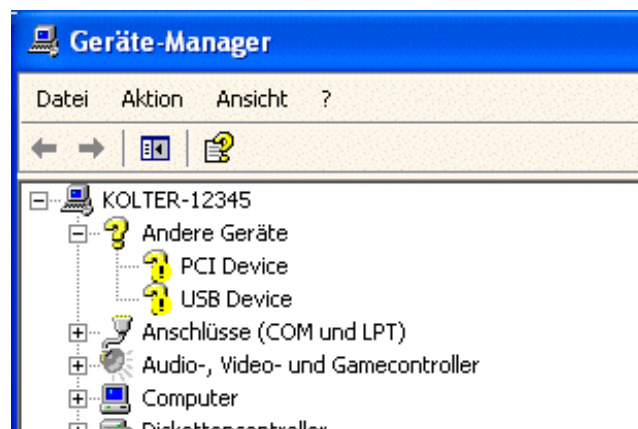 Geräte-Manager
Datei Aktion Ansicht ?
KOLTER-12345
Andere Geräte
PCI Device
USB Device
Anschlüsse (COM und LPT)
Audio-, Video- und Gamecontroller
Computer
Diskettencontroller